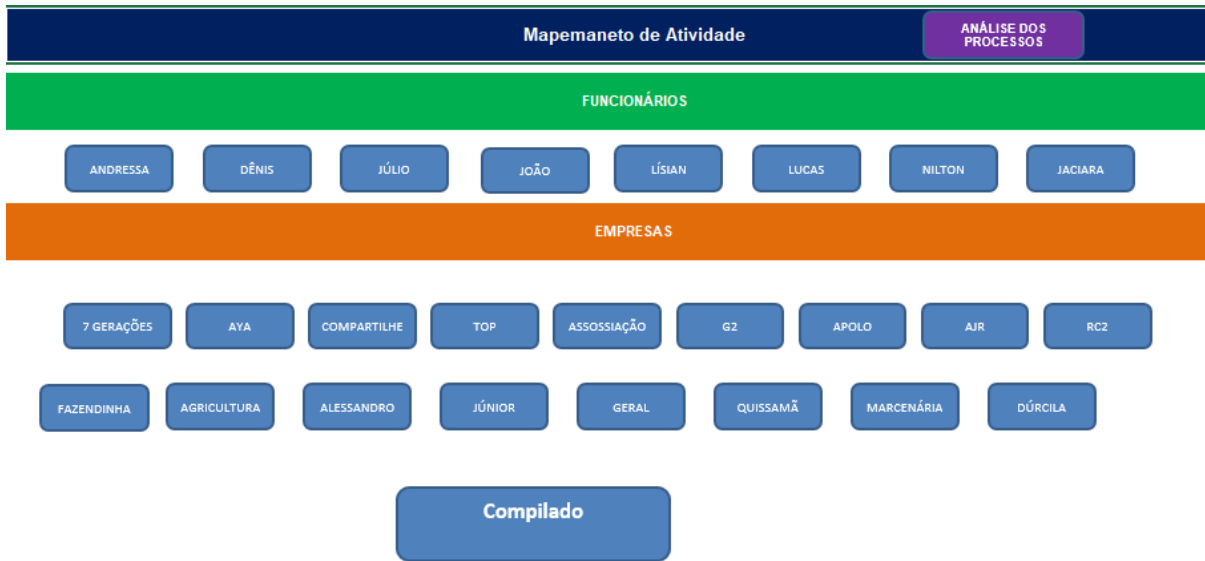 Mapemaneto de Atividade
ANÁLISE DOS
PROCESSOS
FUNCIONÁRIOS
ANDRESSA
DÊNIS
JÚLIO
JOÃO
LÍSIAN
LUCAS
NILTON
JACIARA
EMPRESAS
7 GERAÇÕES
AYA
COMPARTILHE
TOP
ASSOSSIAÇÃO
G2
APOLO
AJR
RC2
FAZENDINHA
AGRICULTURA
ALESSANDRO
JÚNIOR
GERAL
QUISSAMÃ
MARCENÁRIA
DÚRCILA
Compilado